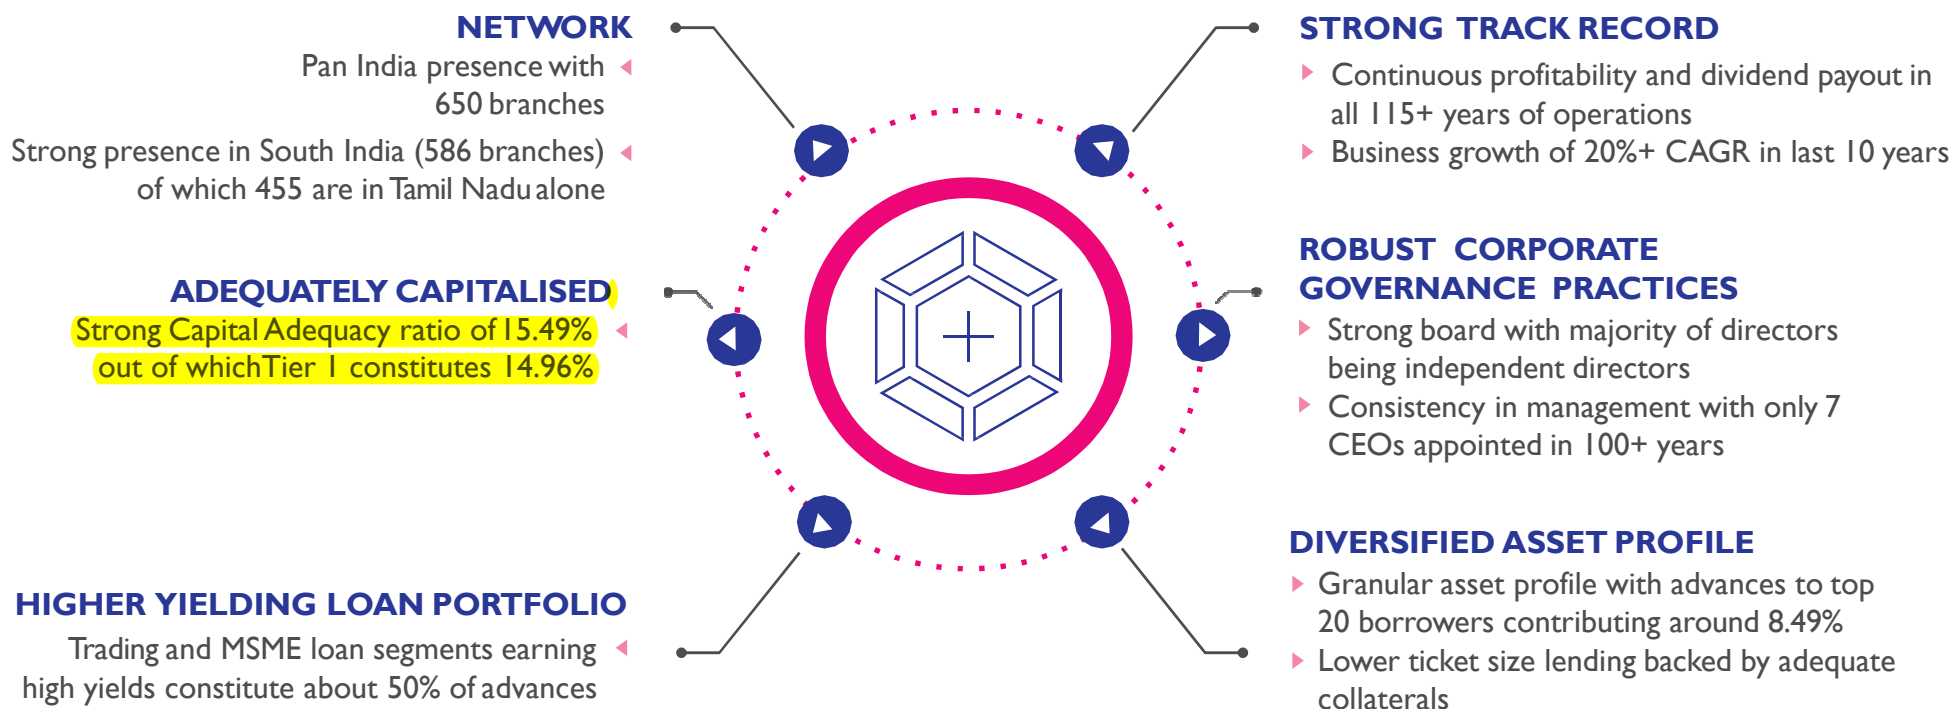 NETWORK
Pan India presence with
650 branches
Strong presence in South India (586 branches)
of which 455 are in Tamil Nadu alone
ADEQUATELY CAPITALISED
Strong Capital Adequacy ratio of 15.49%
out of which Tier 1 constitutes 14.96%
HIGHER YIELDING LOAN PORTFOLIO
Trading and MSME loan segments earning
high yields constitute about 50% of advances
STRONG TRACK RECORD
Continuous profitability and dividend payout in
all 115+ years of operations
Business growth of 20%+ CAGR in last 10 years
ROBUST CORPORATE
GOVERNANCE PRACTICES
Strong board with majority of directors
being independent directors
Consistency in management with only 7
CEOs appointed in 100+ years
DIVERSIFIED ASSET PROFILE
Granular asset profile with advances to top
20 borrowers contributing around 8.49%
Lower ticket size lending backed by adequate
collaterals